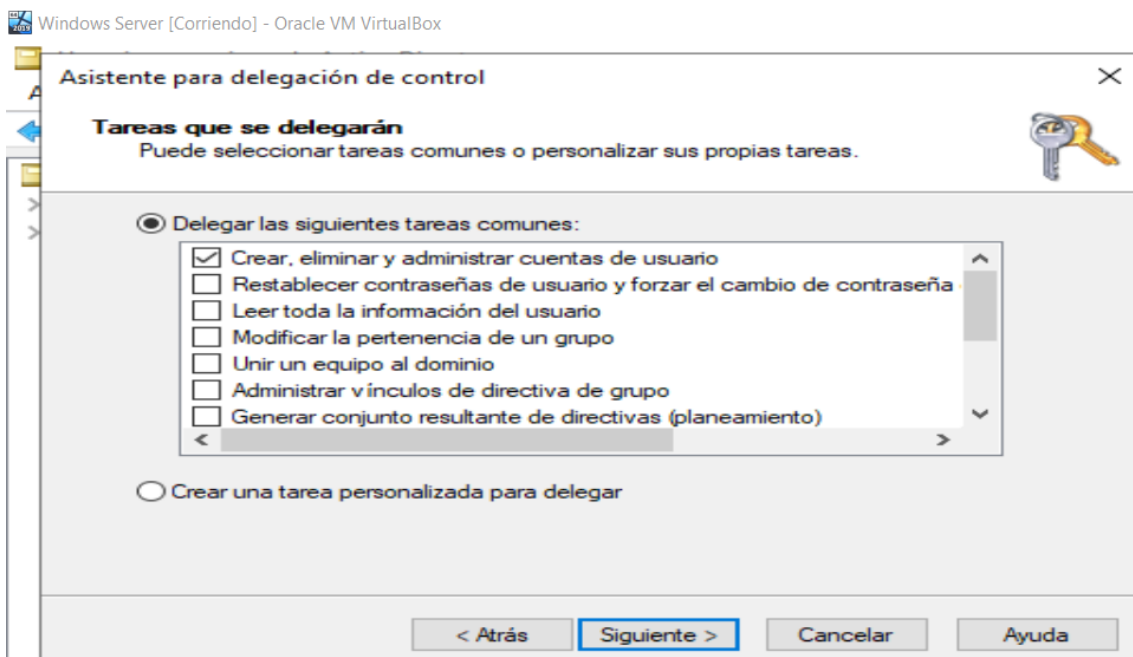 Windows Server [Corriendo] - Oracle VM VirtualBox
Asistente para delegación de control
Tareas que se delegarán
Puede seleccionar tareas comunes o personalizar sus propias tareas.
Delegar las siguientes tareas comunes:
Crear, eliminar y administrar cuentas de usuario
Restablecer contraseñas de usuario y forzar el cambio de contraseña
Leer toda la información del usuario
Modificar la pertenencia de un grupo
Unir un equipo al dominio
Administrar vínculos de directiva de grupo
Generar conjunto resultante de directivas (planeamiento)
Crear una tarea personalizada para delegar
< Atrás Siguiente > Cancelar Ayuda